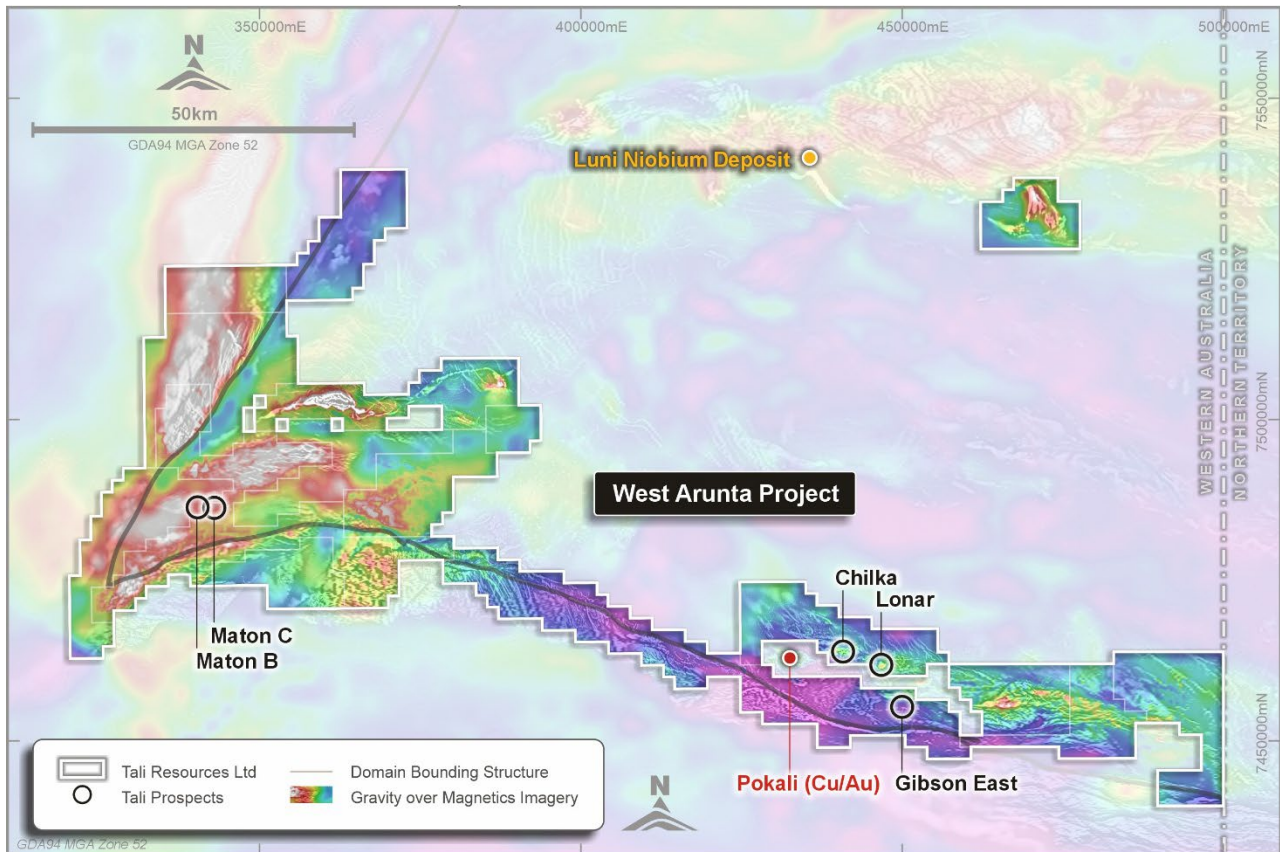 350000mE
400000mE
450000mE
500000mE
N
50km
GDA94 MGA Zone 52
7550000mN
Luni Niobium Deposit
WESTERN AUSTRALIA
NORTHERN TERRITORY
7500000mN
West Arunta Project
Chilka
Lonar
Maton C
Maton B
7450000mN
Pokali (Cu/Au)
Gibson East
Tali Resources Ltd
Domain Bounding Structure
Tali Prospects
Gravity over Magnetics Imagery
N
GDA94 MGA Zone 52